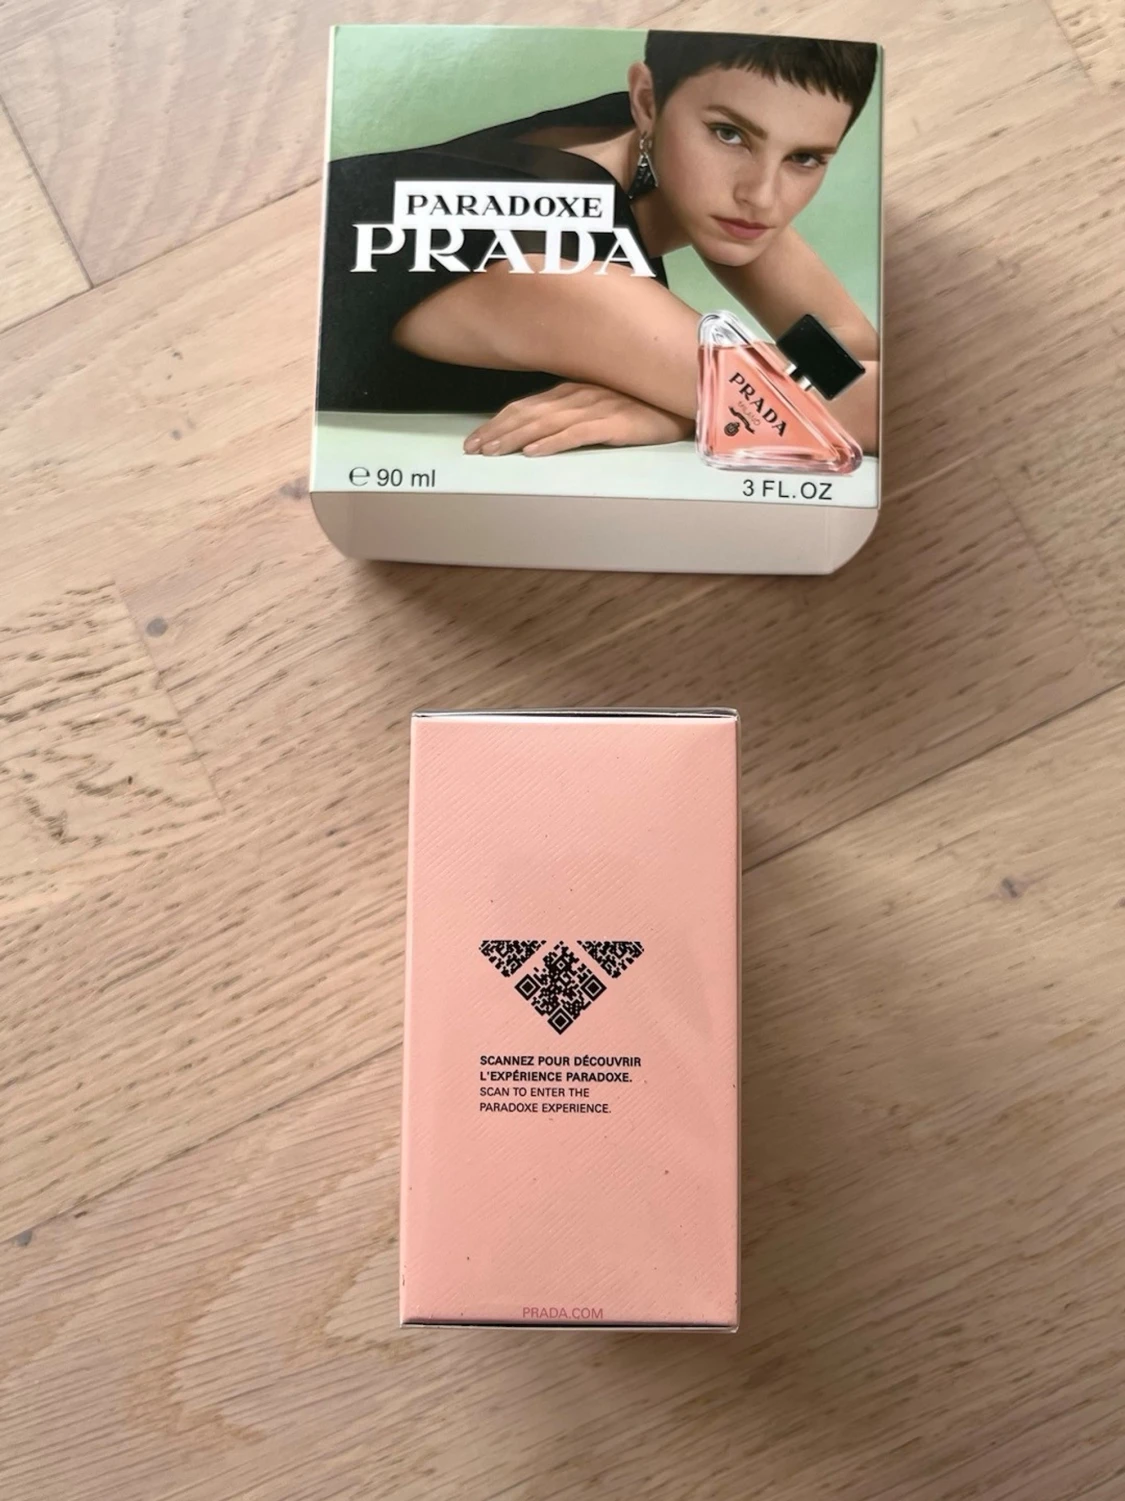 PARADOXE
PRADA
PRADA
MILANO
℮ 90 ml
3 FL.OZ
SCANNEZ POUR DÉCOUVRIR
L'EXPÉRIENCE PARADOXE.
SCAN TO ENTER THE
PARADOXE EXPERIENCE.
PRADA.COM